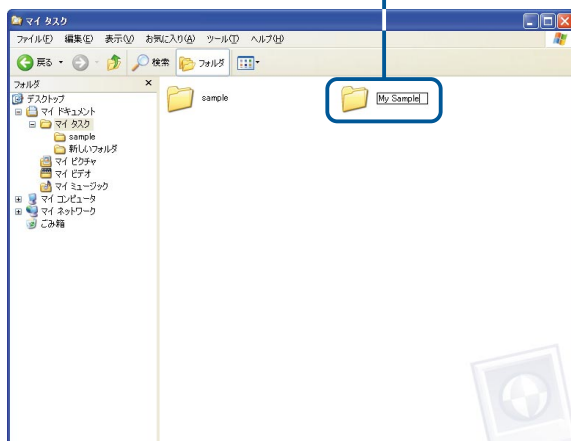 マイ タスク
ファイル(F) 編集(E) 表示(V) お気に入り(A) ツール(T) ヘルプ(H)
戻る 検索 フォルダ
フォルダ ×
デスクトップ
マイ ドキュメント
マイ タスク
sample
新しいフォルダ
マイ ピクチャ
マイ ビデオ
マイ ミュージック
マイ コンピュータ
マイ ネットワーク
ごみ箱
sample
My Sample